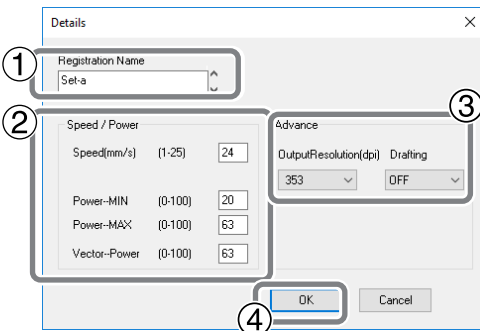 Details
① Registration Name
Set-a
② Speed / Power
Speed(mm/s) (1-25) 24
Power--MIN (0-100) 20
Power--MAX (0-100) 63
Vector--Power (0-100) 63
③ Advance
OutputResolution(dpi) Drafting
353 OFF
④ OK Cancel